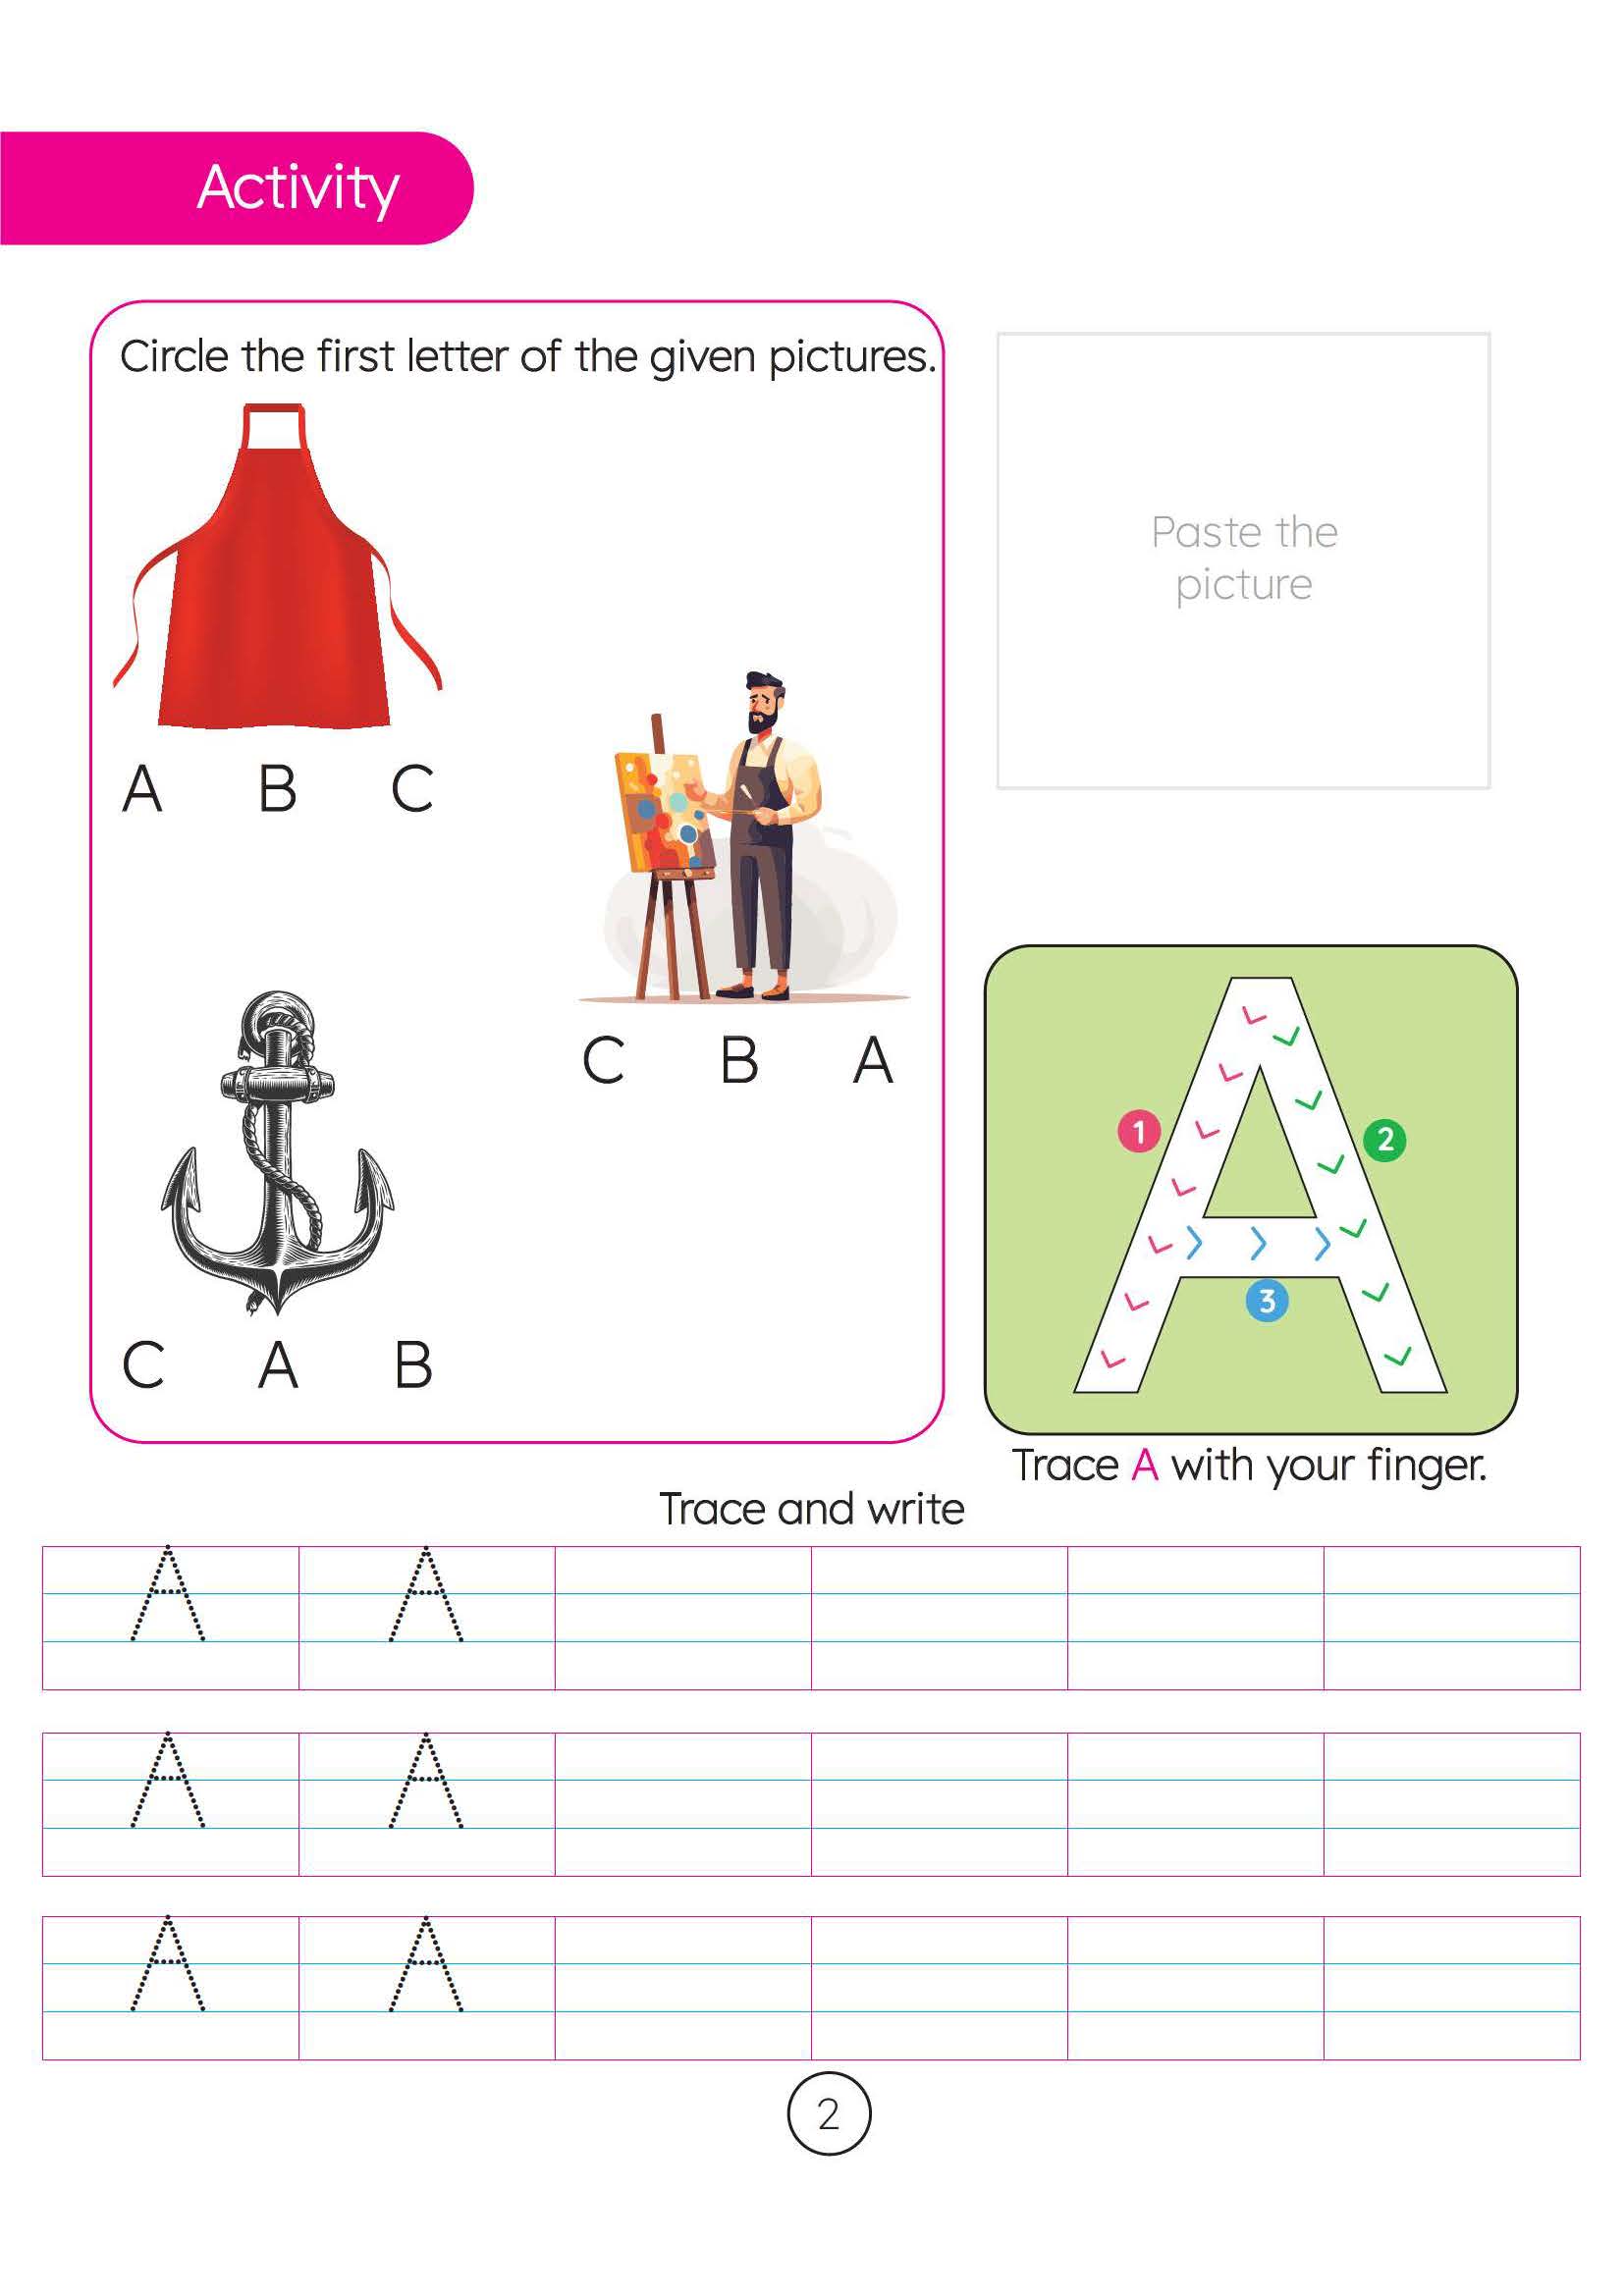 Activity
Circle the first letter of the given pictures.
A B C
C B A
C A B
Paste the
picture
1
2
3
Trace A with your finger.
Trace and write
A A
A A
A A
2